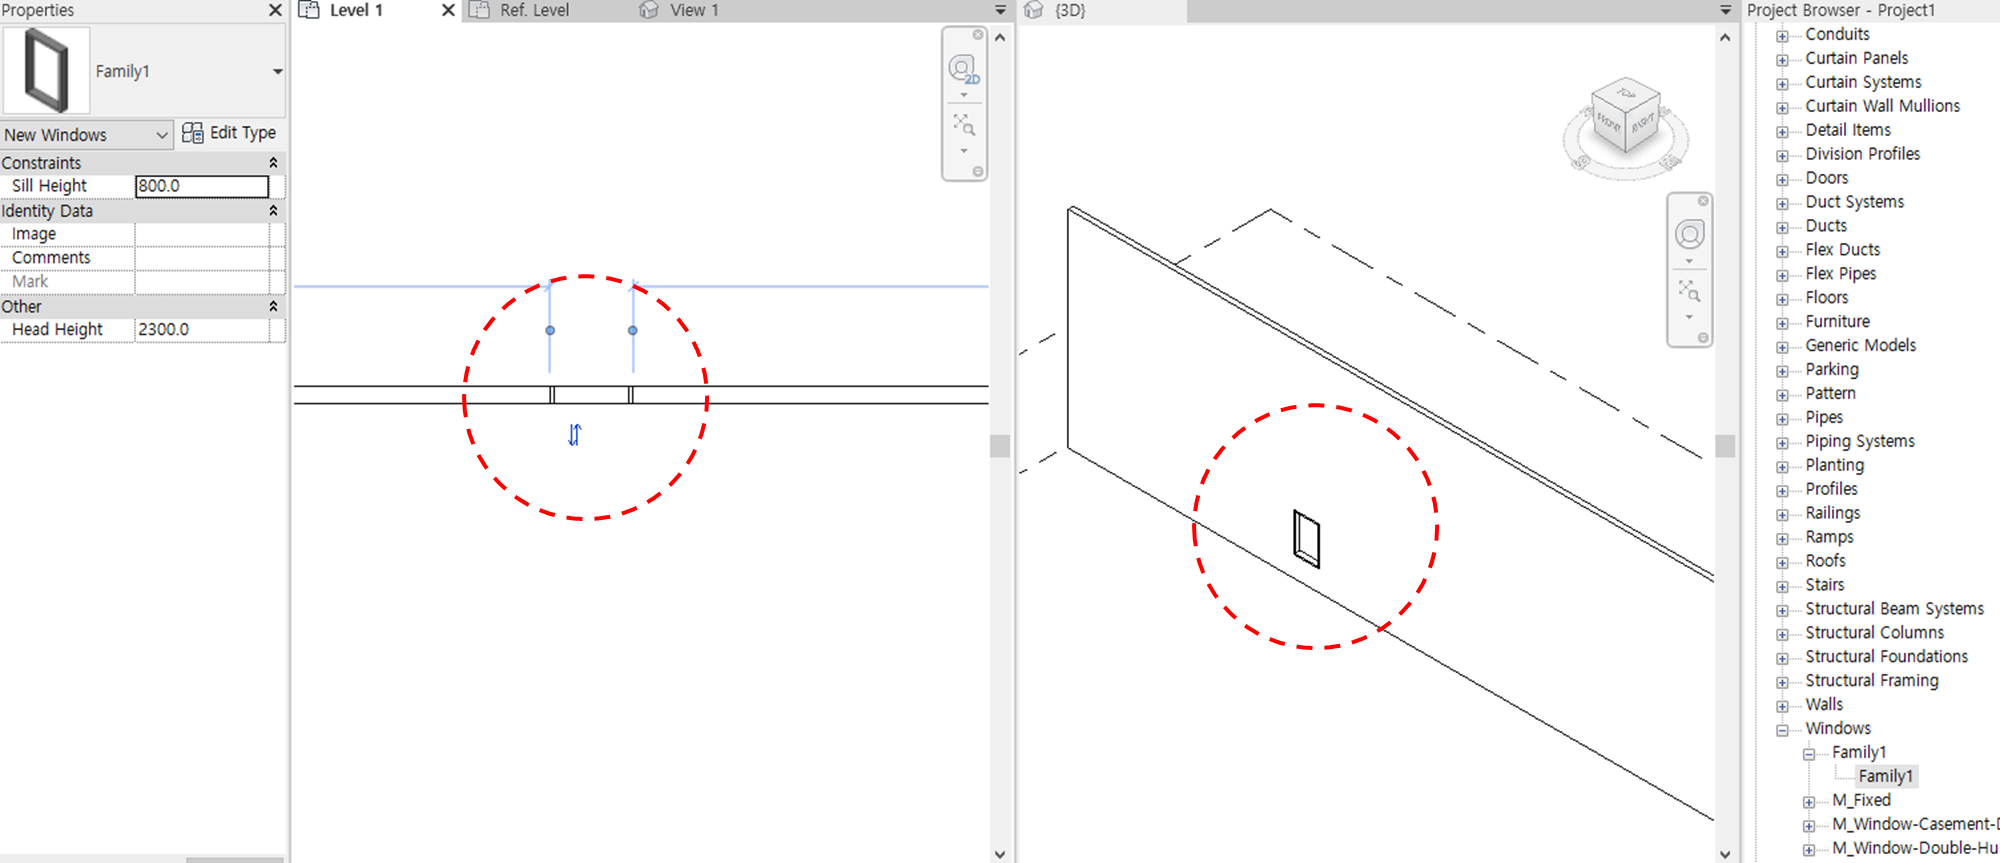 Properties
Family1
New Windows
Edit Type
Constraints
Sill Height 800.0
Identity Data
Image
Comments
Mark
Other
Head Height 2300.0
Level 1
Ref. Level
View 1
2D
{3D}
TOP
FRONT
RIGHT
Project Browser - Project1
Conduits
Curtain Panels
Curtain Systems
Curtain Wall Mullions
Detail Items
Division Profiles
Doors
Duct Systems
Ducts
Flex Ducts
Flex Pipes
Floors
Furniture
Generic Models
Parking
Pattern
Pipes
Piping Systems
Planting
Profiles
Railings
Ramps
Roofs
Stairs
Structural Beam Systems
Structural Columns
Structural Foundations
Structural Framing
Walls
Windows
Family1
Family1
M_Fixed
M_Window-Casement-D
M_Window-Double-Hu